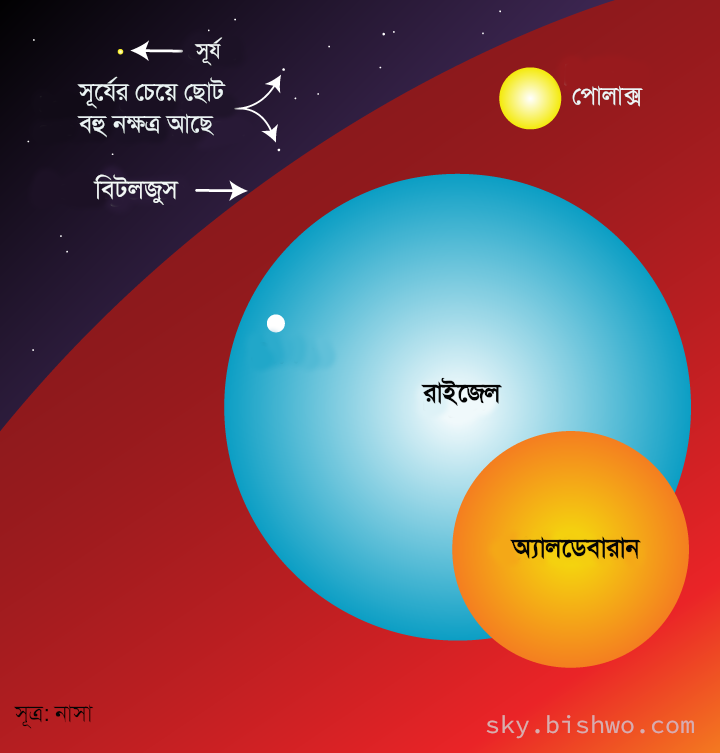 সূর্য
সূর্যের চেয়ে ছোট
বহু নক্ষত্র আছে
পোলাক্স
বিটলজুস
রাইজেল
অ্যালডেবারান
সূত্র: নাসা
sky.bishwo.com